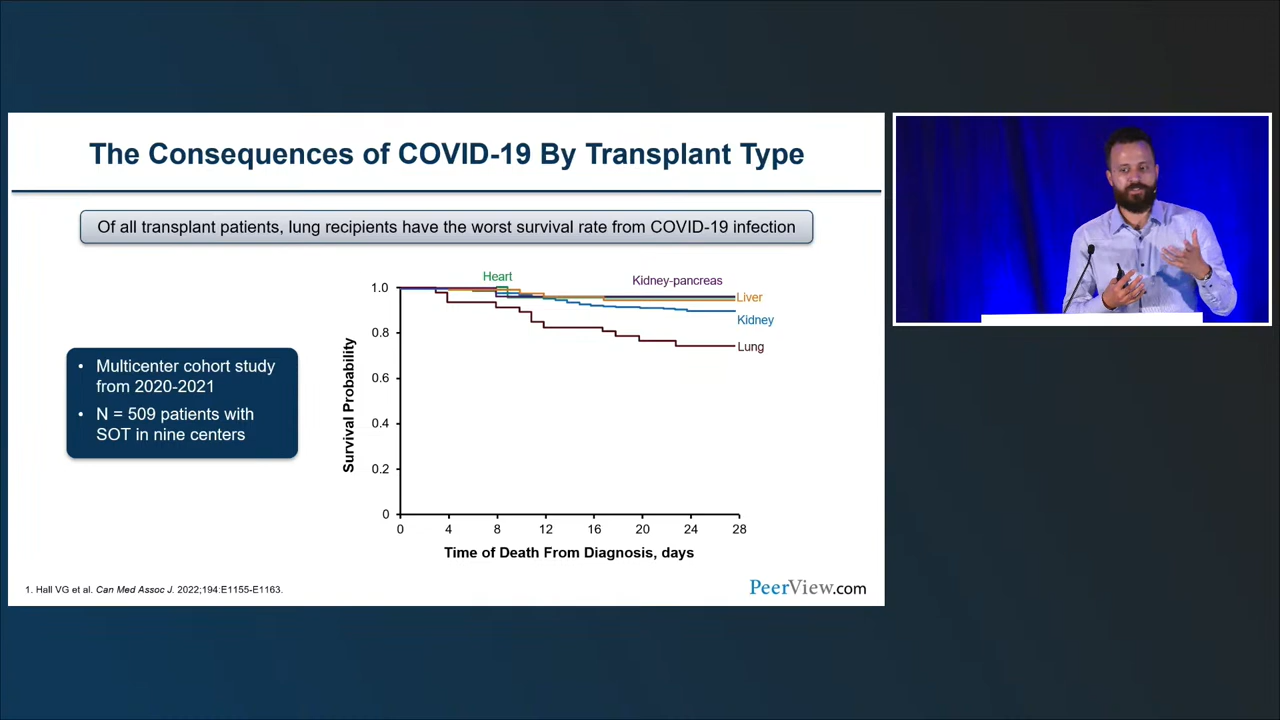 The Consequences of COVID-19 By Transplant Type
Of all transplant patients, lung recipients have the worst survival rate from COVID-19 infection
• Multicenter cohort study
from 2020-2021
• N = 509 patients with
SOT in nine centers
Heart
Kidney-pancreas
Liver
Kidney
Lung
Survival Probability
1.0
0.8
0.6
0.4
0.2
0
0 4 8 12 16 20 24 28
Time of Death From Diagnosis, days
1. Hall VG et al. Can Med Assoc J. 2022;194:E1155-E1163.
PeerView.com